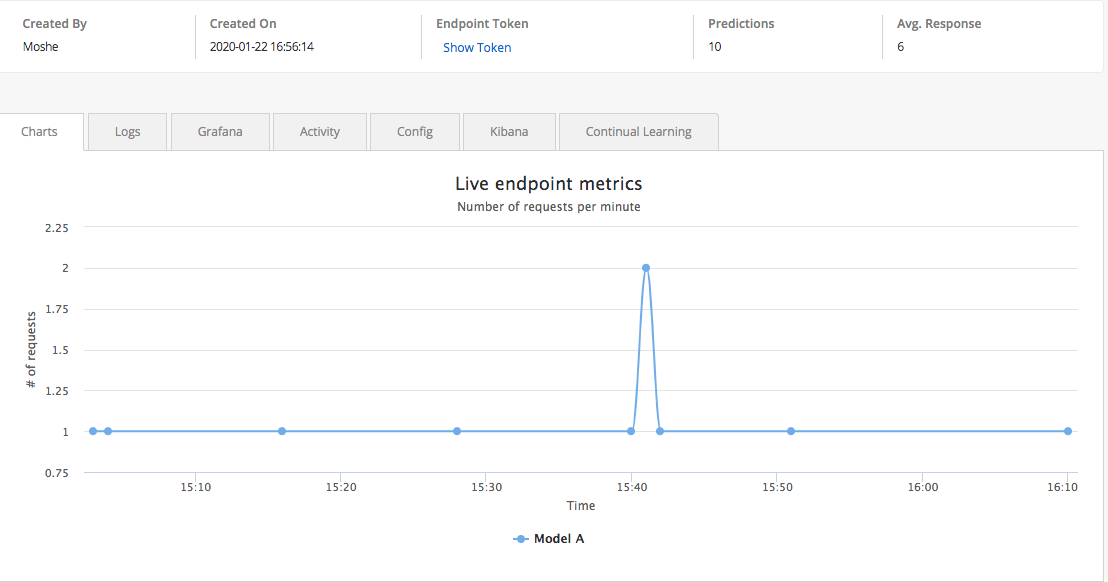 Created By
Created On
Endpoint Token
Predictions
Avg. Response
Moshe
2020-01-22 16:56:14
Show Token
10
6
Charts
Logs
Grafana
Activity
Config
Kibana
Continual Learning
Live endpoint metrics
Number of requests per minute
# of requests
2.25
2
1.75
1.5
1.25
1
0.75
15:10
15:20
15:30
15:40
15:50
16:00
16:10
Time
Model A